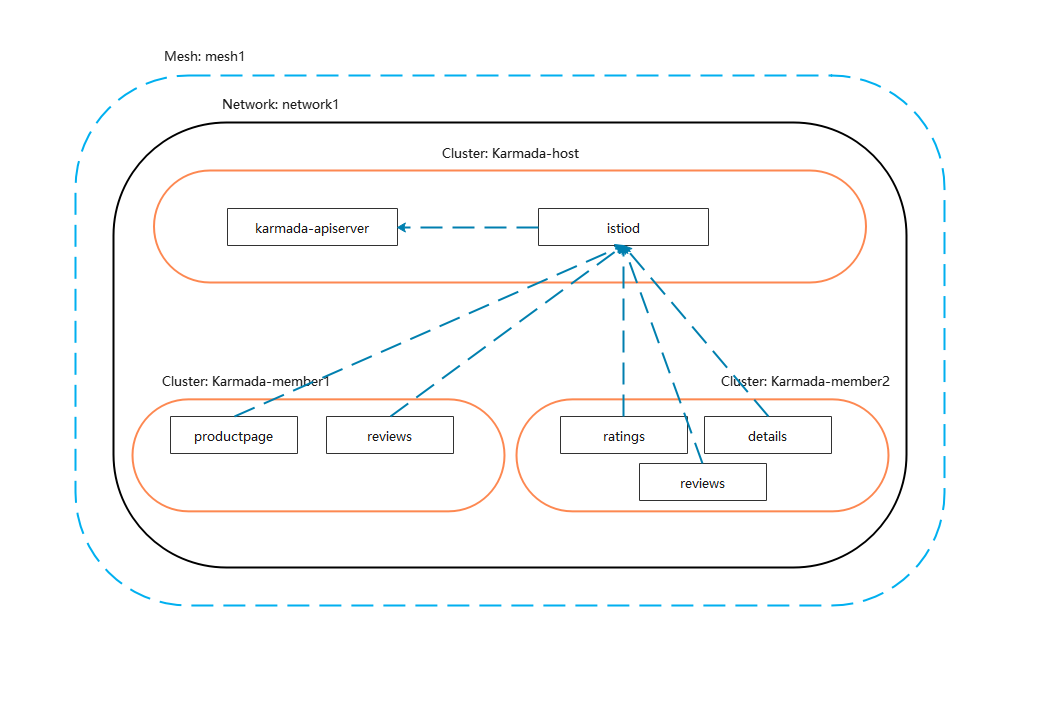 Mesh: mesh1
Network: network1
Cluster: Karmada-host
karmada-apiserver
istiod
Cluster: Karmada-member1
Cluster: Karmada-member2
productpage
reviews
ratings
details
reviews